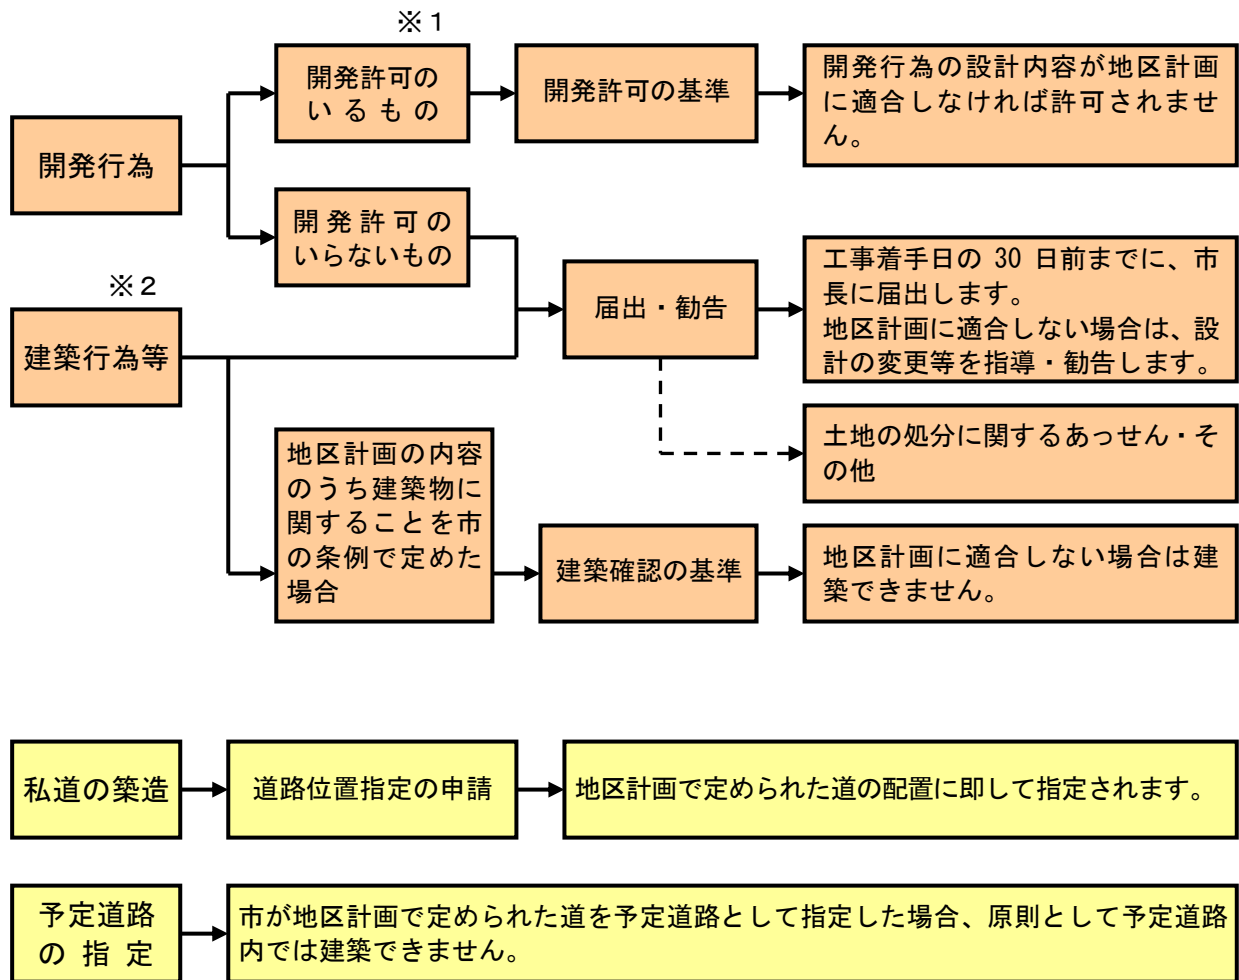 ※１
開発許可の
いるもの
開発許可の基準
開発行為の設計内容が地区計画
に適合しなければ許可されませ
ん。
開発行為
開発許可の
いらないもの
※２
建築行為等
届出・勧告
工事着手日の 30 日前までに、市
長に届出します。
地区計画に適合しない場合は、設
計の変更等を指導・勧告します。
土地の処分に関するあっせん・そ
の他
地区計画の内容
のうち建築物に
関することを市
の条例で定めた
場合
建築確認の基準
地区計画に適合しない場合は建
築できません。
私道の築造
道路位置指定の申請
地区計画で定められた道の配置に即して指定されます。
予定道路
の指定
市が地区計画で定められた道を予定道路として指定した場合、原則として予定道路
内では建築できません。